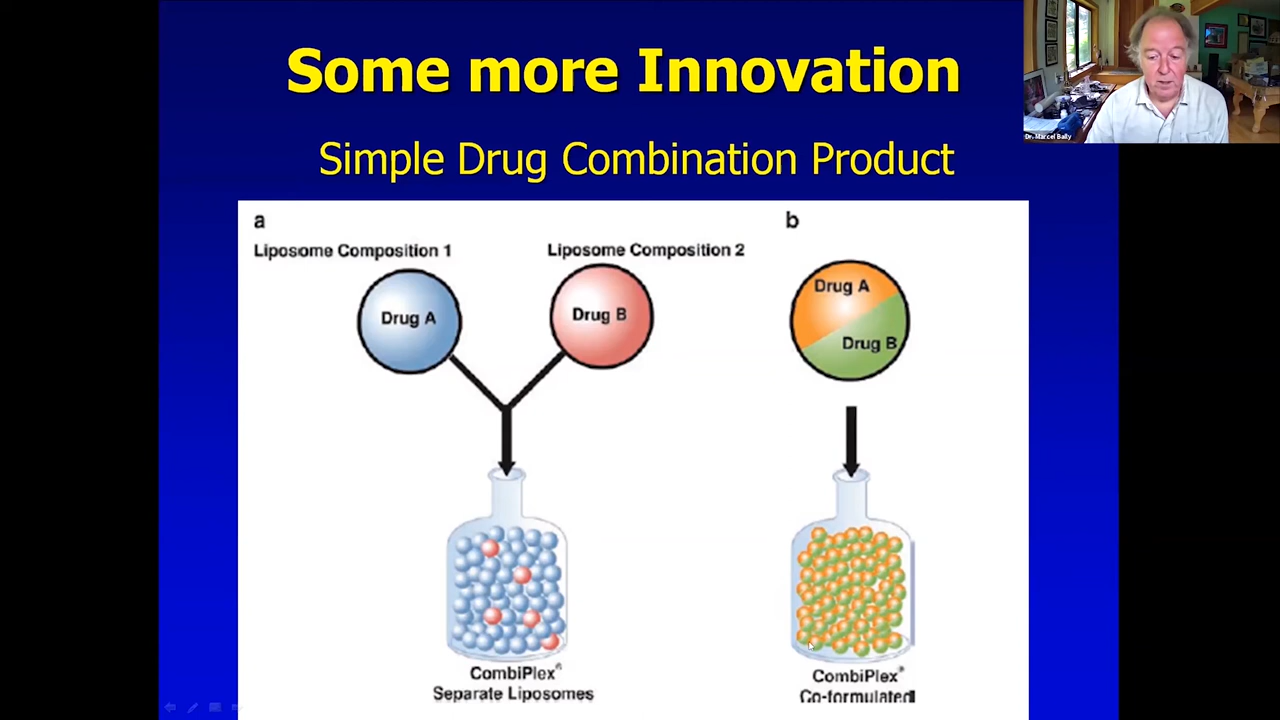 Some more Innovation
Dr. Marcel Bally
Simple Drug Combination Product
a
b
Liposome Composition 1
Liposome Composition 2
Drug A
Drug B
Drug A
Drug B
CombiPlex®
Separate Liposomes
CombiPlex®
Co-formulated